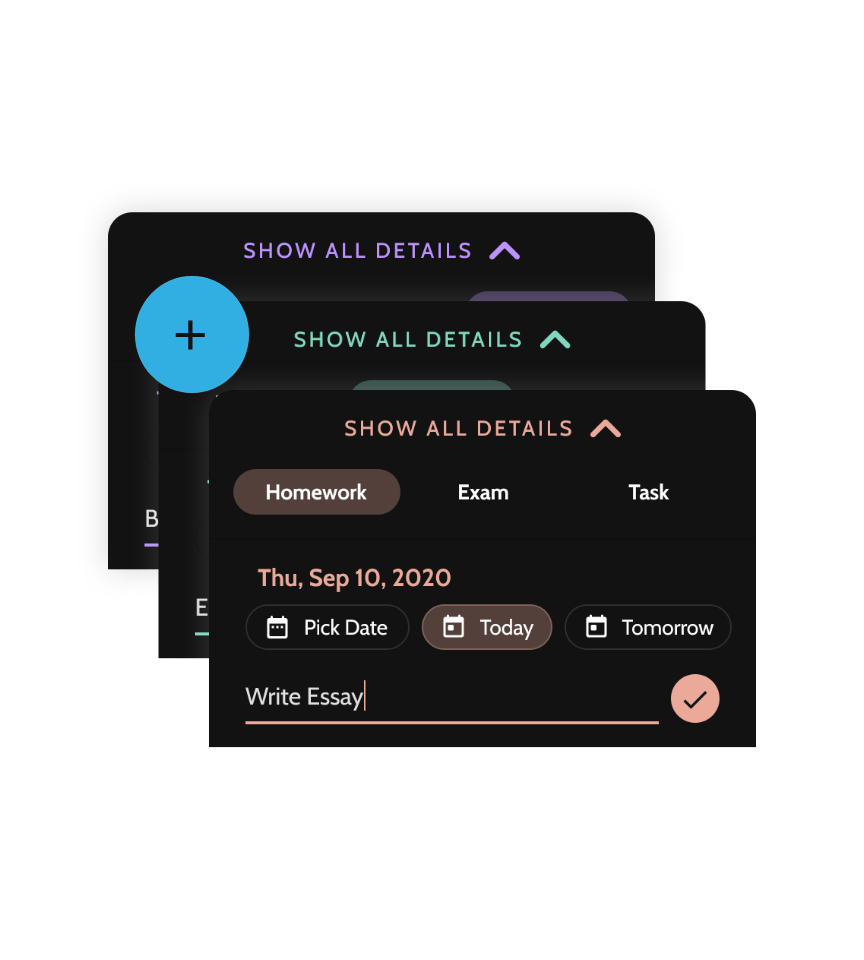 SHOW ALL DETAILS
SHOW ALL DETAILS
SHOW ALL DETAILS
Homework Exam Task
B
Thu, Sep 10, 2020
E
Pick Date Today Tomorrow
Write Essay